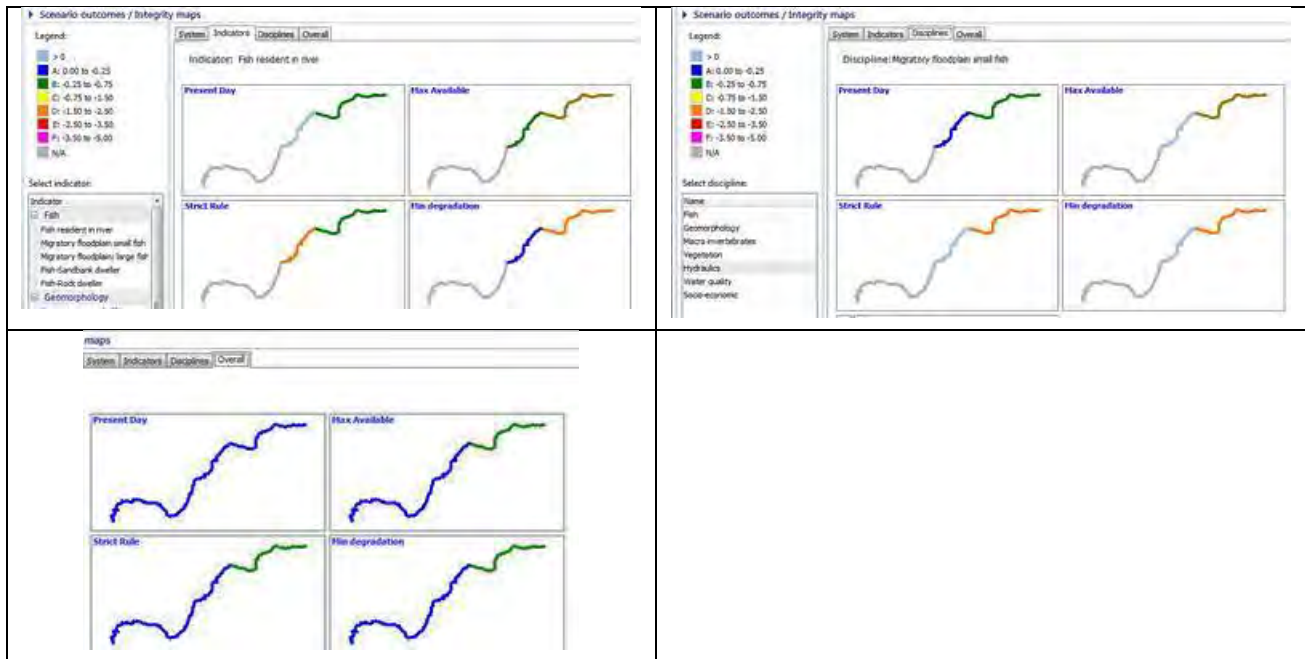 Scenario outcomes / Integrity maps
Legend:
> 0
A: 0.00 to -0.25
B: -0.25 to -0.75
C: -0.75 to -1.50
D: -1.50 to -2.50
E: -2.50 to -3.50
F: -3.50 to -5.00
N/A
Select indicator:
Indicator
Fish
Fish resident in river
Migratory floodplain small fish
Migratory floodplain large fish
Fish-Sandbank dweller
Fish-Rock dweller
Geomorphology
System Indicators Disciplines Overall
Indicator: Fish resident in river
Present Day
Max Available
Strict Rule
Min degradation
Scenario outcomes / Integrity maps
Legend:
> 0
A: 0.00 to -0.25
B: -0.25 to -0.75
C: -0.75 to -1.50
D: -1.50 to -2.50
E: -2.50 to -3.50
F: -3.50 to -5.00
N/A
Select discipline:
Name
Fish
Geomorphology
Macro invertebrates
Vegetation
Hydraulics
Water quality
Socio-economic
System Indicators Disciplines Overall
Discipline: Migratory floodplain small fish
Present Day
Max Available
Strict Rule
Min degradation
maps
System Indicators Disciplines Overall
Present Day
Max Available
Strict Rule
Min degradation